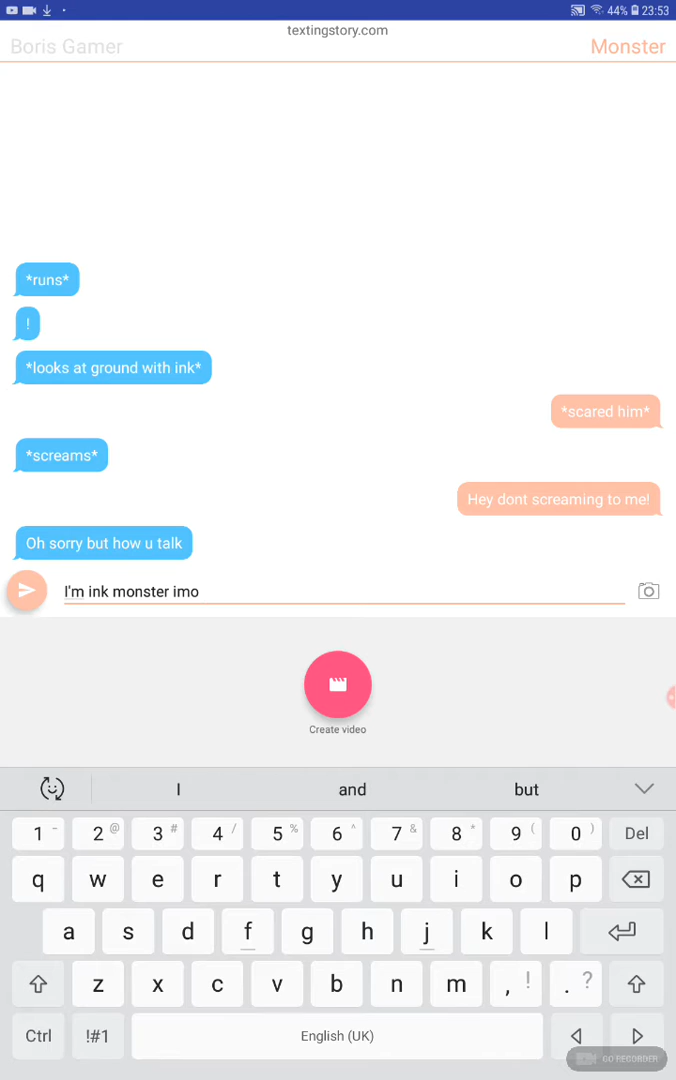 44% 23:53
textingstory.com
Boris Gamer Monster
*runs*
!
*looks at ground with ink*
*scared him*
*screams*
Hey dont screaming to me!
Oh sorry but how u talk
I'm ink monster imo
Create video
I and but
1 - 2 @ 3 # 4 / 5 % 6 ^ 7 & 8 * 9 ( 0 ) Del
q w e r t y u i o p
a s d f g h j k l
z x c v b n m , ! . ?
Ctrl !#1 English (UK)
GO RECORDER